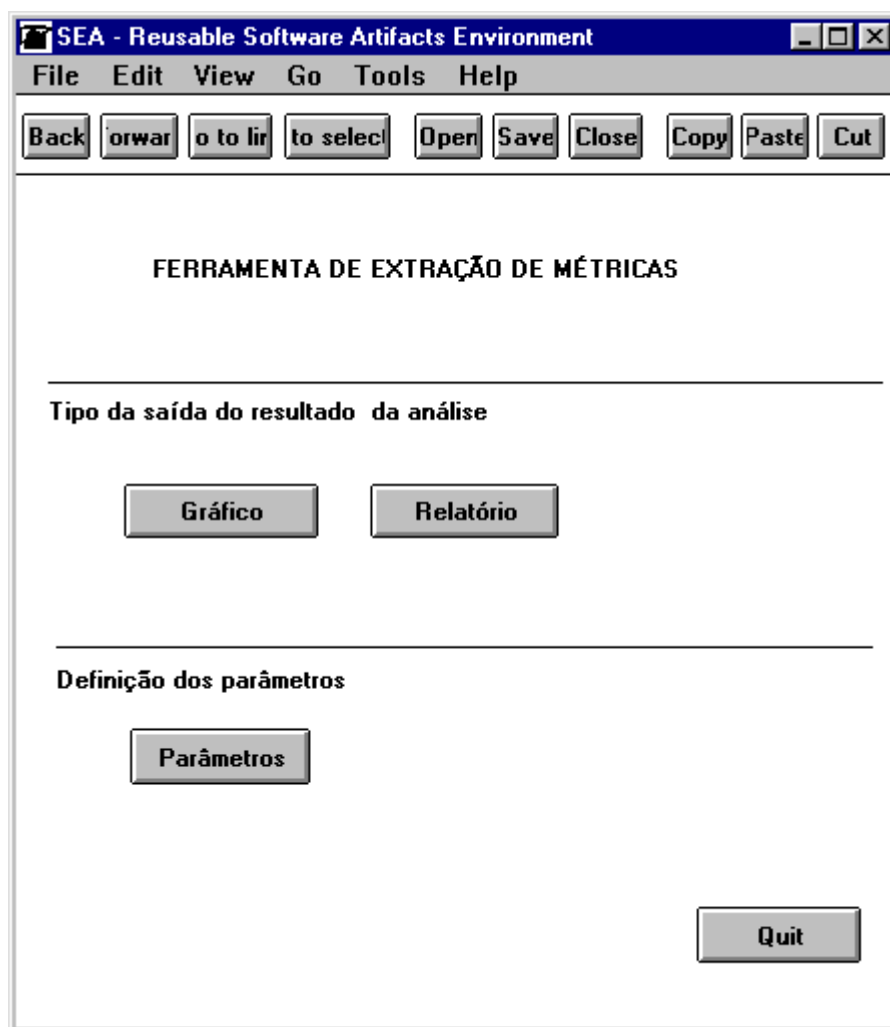 SEA - Reusable Software Artifacts Environment
File Edit View Go Tools Help
Back orwar o to lin to select Open Save Close Copy Paste Cut
FERRAMENTA DE EXTRAÇÃO DE MÉTRICAS
Tipo da saída do resultado da análise
Gráfico Relatório
Definição dos parâmetros
Parâmetros
Quit